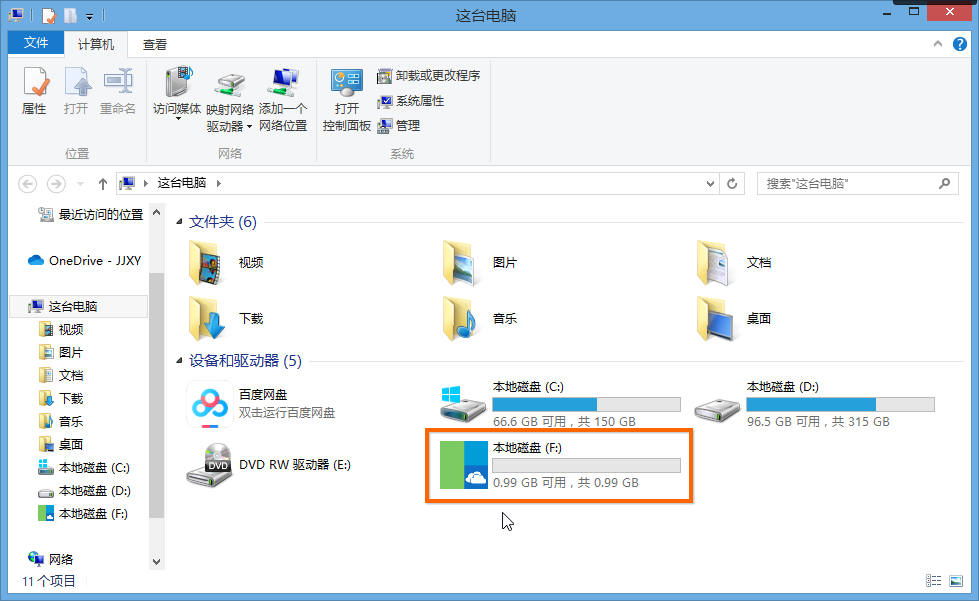 这台电脑
文件
计算机
查看
属性
打开
重命名
访问媒体
映射网络
驱动器
添加一个
网络位置
打开
控制面板
卸载或更改程序
系统属性
管理
位置
网络
系统
这台电脑
搜索"这台电脑"
最近访问的位置
OneDrive - JJXY
这台电脑
视频
图片
文档
下载
音乐
桌面
本地磁盘 (C:)
本地磁盘 (D:)
本地磁盘 (F:)
网络
文件夹 (6)
视频
图片
文档
下载
音乐
桌面
设备和驱动器 (5)
百度网盘
双击运行百度网盘
本地磁盘 (C:)
66.6 GB 可用，共 150 GB
本地磁盘 (D:)
96.5 GB 可用，共 315 GB
DVD
DVD RW 驱动器 (E:)
本地磁盘 (F:)
0.99 GB 可用，共 0.99 GB
11 个项目